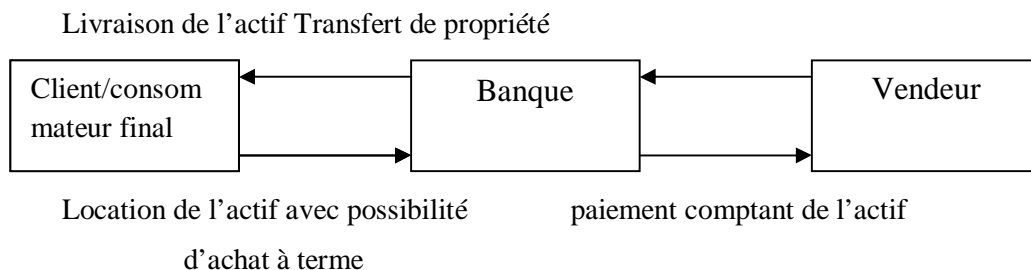 Livraison de l’actif Transfert de propriété
Client/consom
mateur final
Banque
Vendeur
Location de l’actif avec possibilité
d’achat à terme
paiement comptant de l’actif